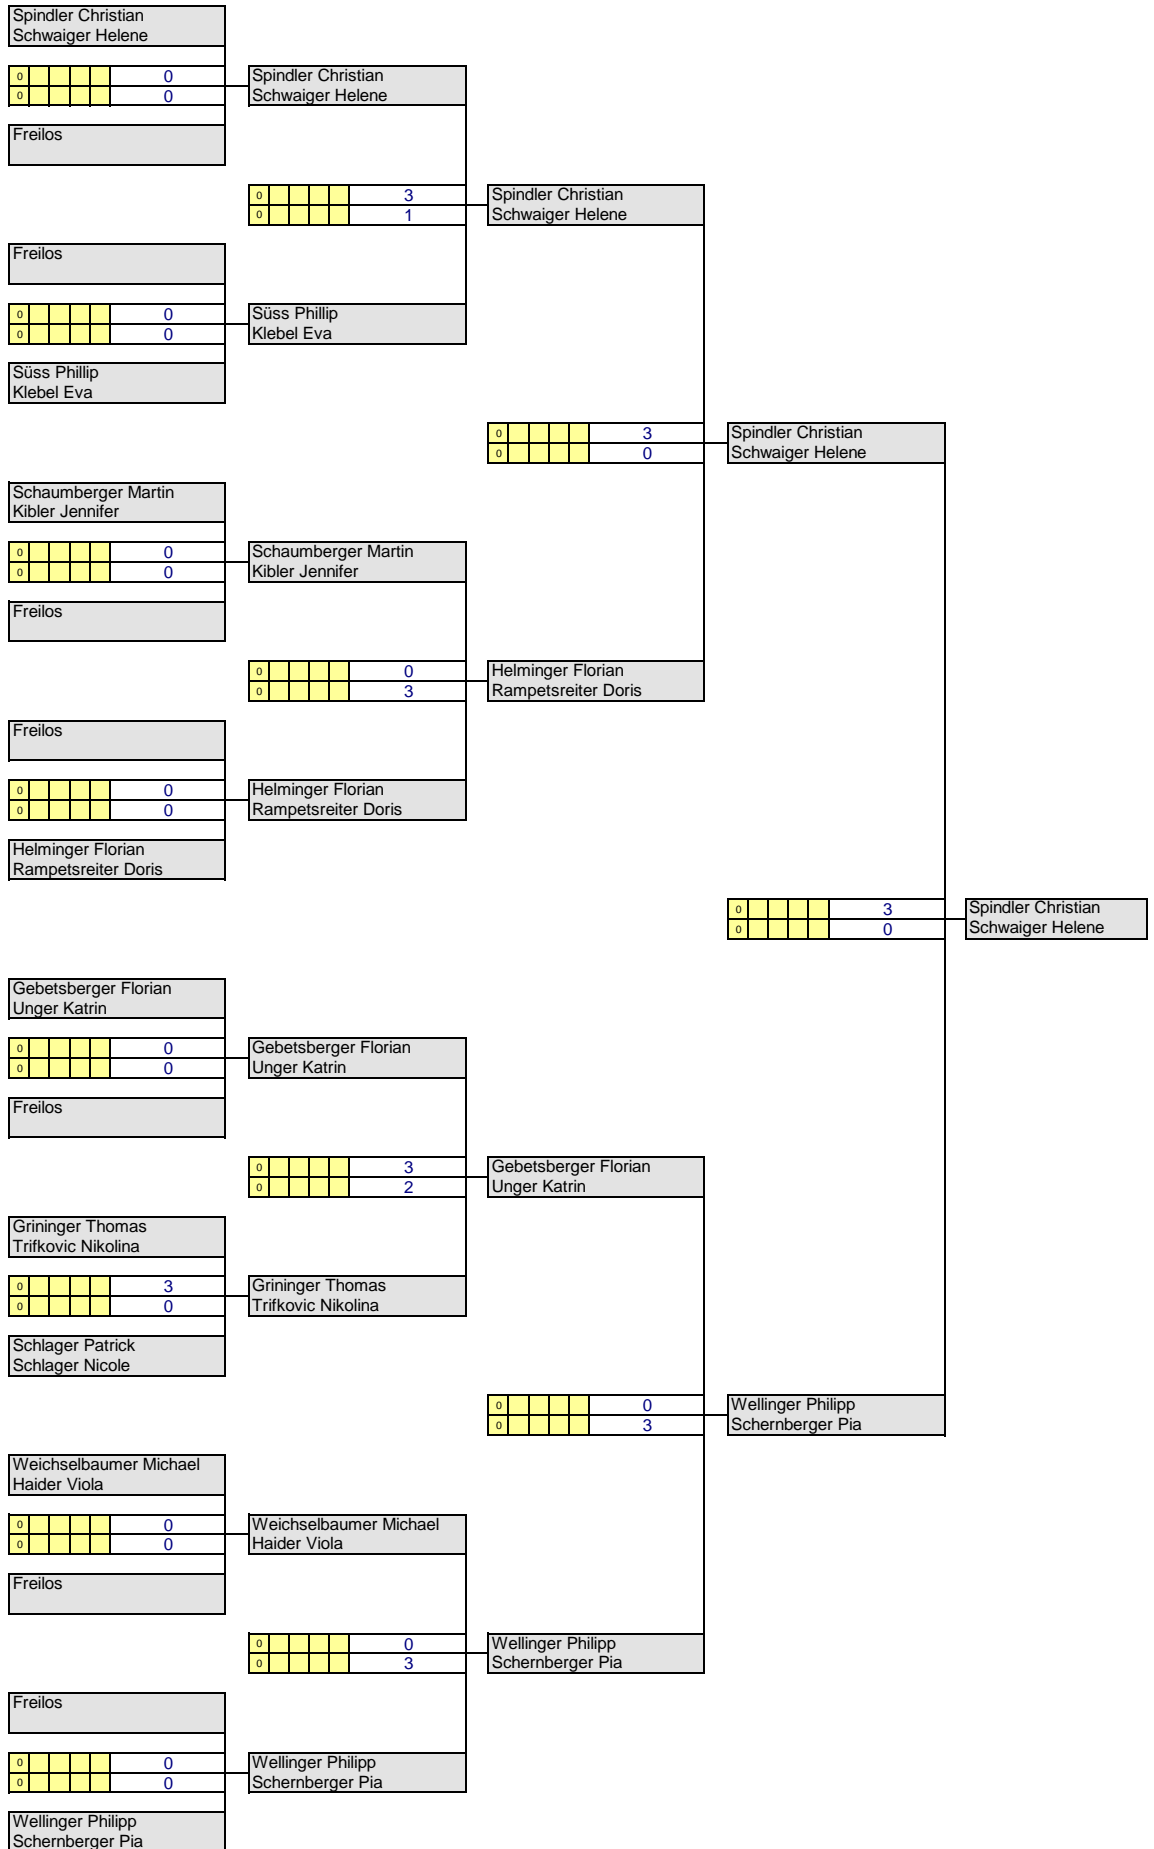 Spindler Christian
Schwaiger Helene
0 0
0 0
Spindler Christian
Schwaiger Helene
Freilos
0 3
0 1
Spindler Christian
Schwaiger Helene
Freilos
0 0
0 0
Süss Phillip
Klebel Eva
Süss Phillip
Klebel Eva
0 3
0 0
Spindler Christian
Schwaiger Helene
Schaumberger Martin
Kibler Jennifer
0 0
0 0
Schaumberger Martin
Kibler Jennifer
Freilos
0 0
0 3
Helminger Florian
Rampetsreiter Doris
Freilos
0 0
0 0
Helminger Florian
Rampetsreiter Doris
Helminger Florian
Rampetsreiter Doris
0 3
0 0
Spindler Christian
Schwaiger Helene
Gebetsberger Florian
Unger Katrin
0 0
0 0
Gebetsberger Florian
Unger Katrin
Freilos
0 3
0 2
Gebetsberger Florian
Unger Katrin
Grininger Thomas
Trifkovic Nikolina
0 3
0 0
Grininger Thomas
Trifkovic Nikolina
Schlager Patrick
Schlager Nicole
0 0
0 3
Wellinger Philipp
Schernberger Pia
Weichselbaumer Michael
Haider Viola
0 0
0 0
Weichselbaumer Michael
Haider Viola
Freilos
0 0
0 3
Wellinger Philipp
Schernberger Pia
Freilos
0 0
0 0
Wellinger Philipp
Schernberger Pia
Wellinger Philipp
Schernberger Pia